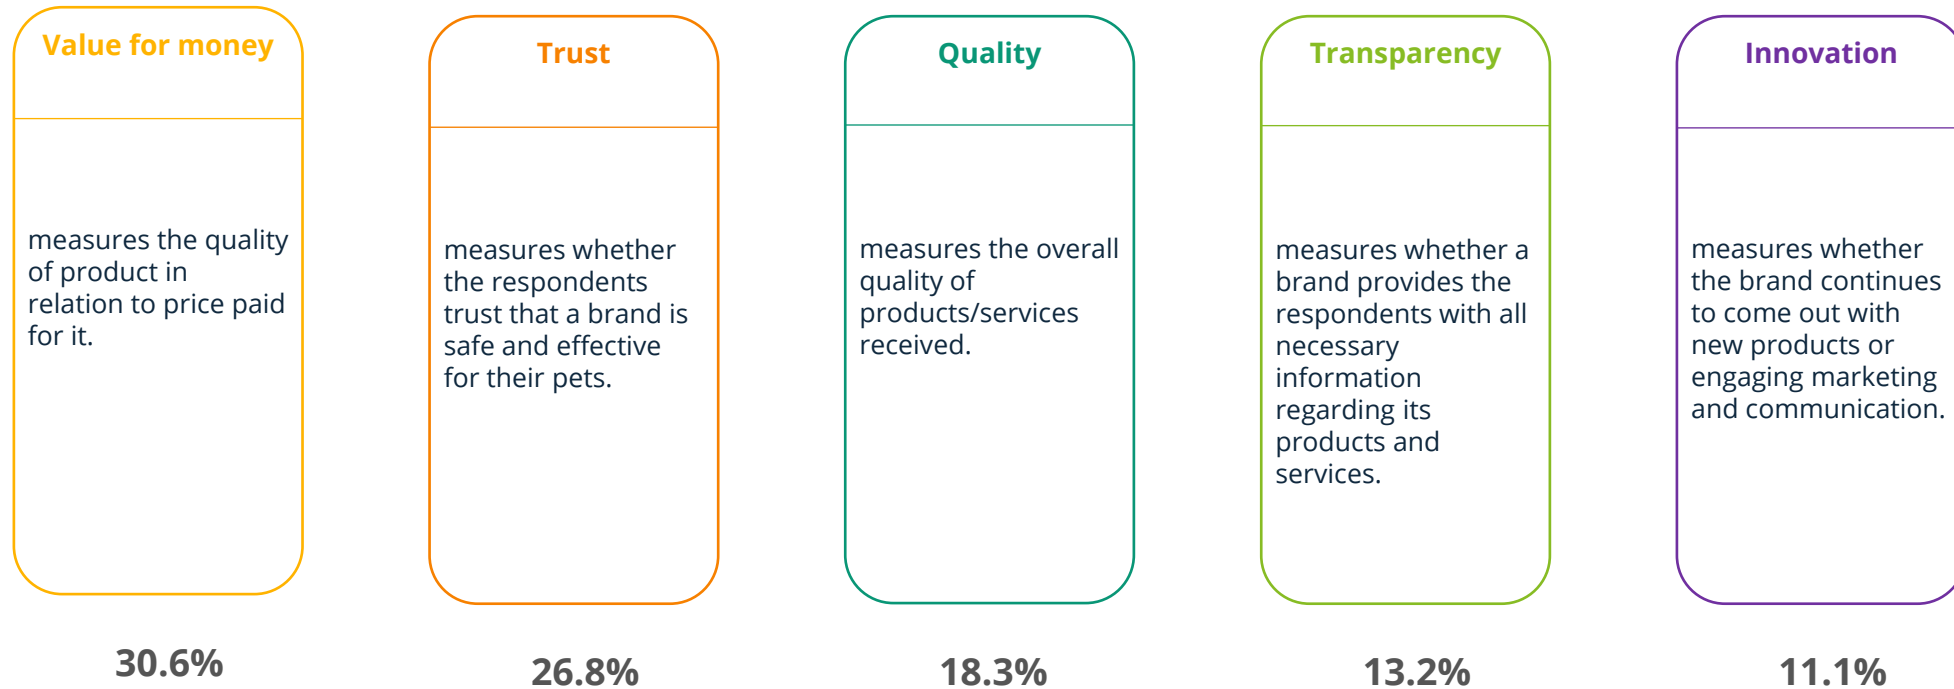 Value for money
measures the quality
of product in
relation to price paid
for it.
30.6%
Trust
measures whether
the respondents
trust that a brand is
safe and effective
for their pets.
26.8%
Quality
measures the overall
quality of
products/services
received.
18.3%
Transparency
measures whether a
brand provides the
respondents with all
necessary
information
regarding its
products and
services.
13.2%
Innovation
measures whether
the brand continues
to come out with
new products or
engaging marketing
and communication.
11.1%